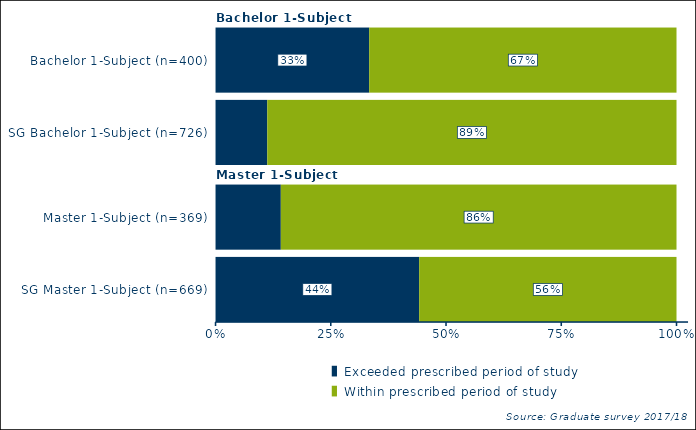 Bachelor 1-Subject
Bachelor 1-Subject (n=400) 33% 67%
SG Bachelor 1-Subject (n=726) 89%
Master 1-Subject
Master 1-Subject (n=369) 86%
SG Master 1-Subject (n=669) 44% 56%
0% 25% 50% 75% 100%
Exceeded prescribed period of study
Within prescribed period of study
Source: Graduate survey 2017/18